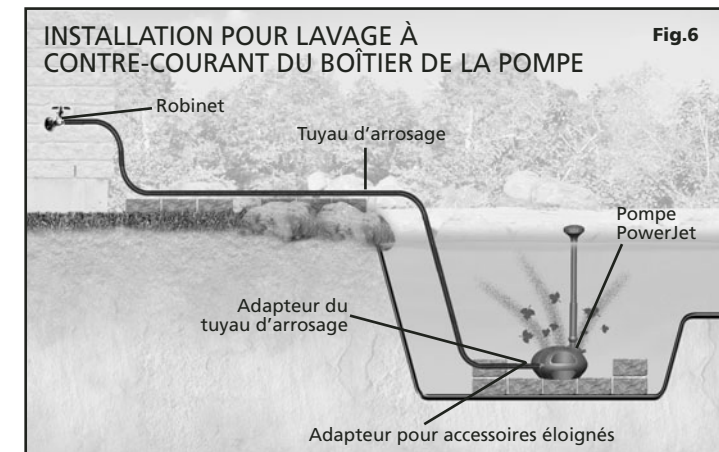 INSTALLATION POUR LAVAGE À
CONTRE-COURANT DU BOÎTIER DE LA POMPE
Fig.6
Robinet
Tuyau d'arrosage
Pompe
PowerJet
Adapteur du
tuyau d'arrosage
Adapteur pour accessoires éloignés